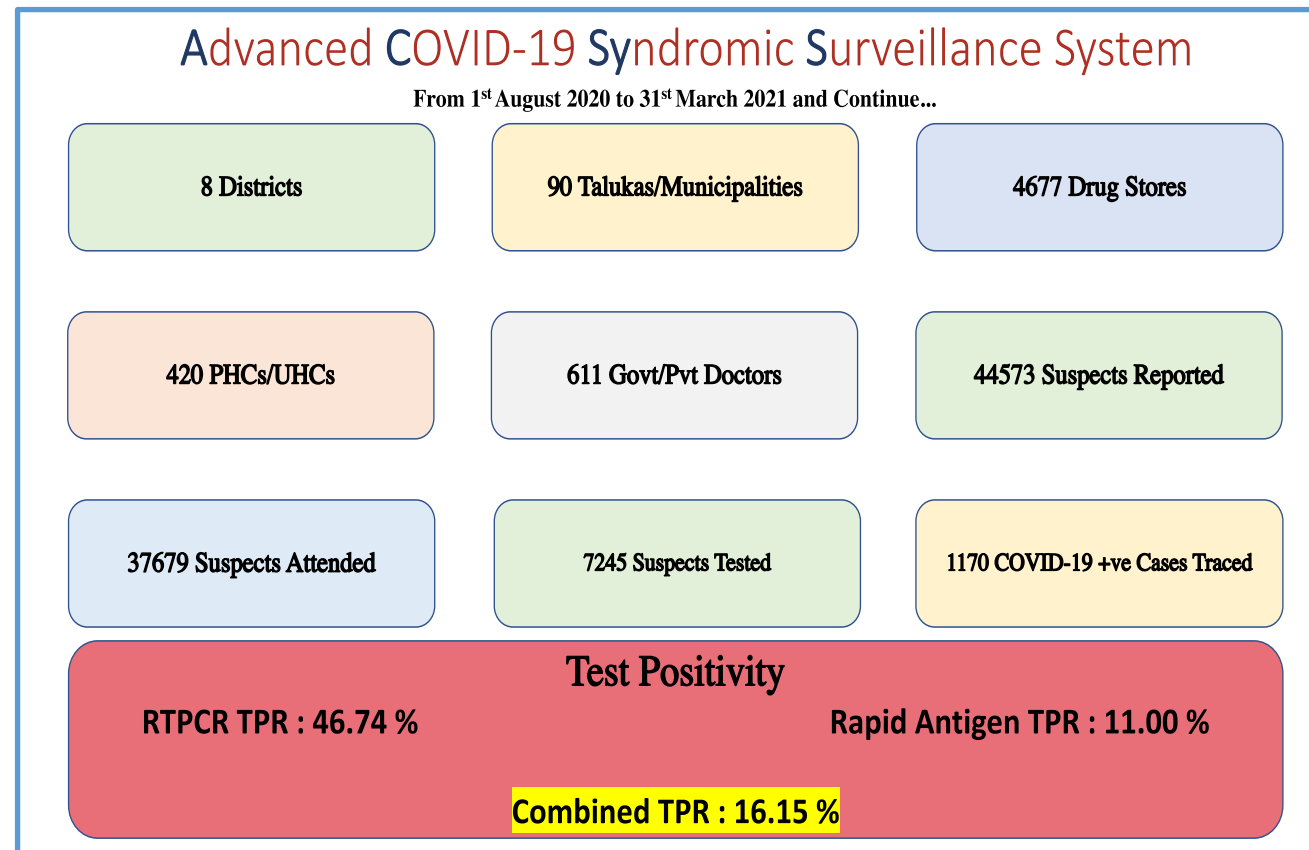 Advanced COVID-19 Syndromic Surveillance System
From 1st August 2020 to 31st March 2021 and Continue...
8 Districts
90 Talukas/Municipalities
4677 Drug Stores
420 PHCs/UHCs
611 Govt/Pvt Doctors
44573 Suspects Reported
37679 Suspects Attended
7245 Suspects Tested
1170 COVID-19 +ve Cases Traced
Test Positivity
RTPCR TPR : 46.74 %
Rapid Antigen TPR : 11.00 %
Combined TPR : 16.15 %